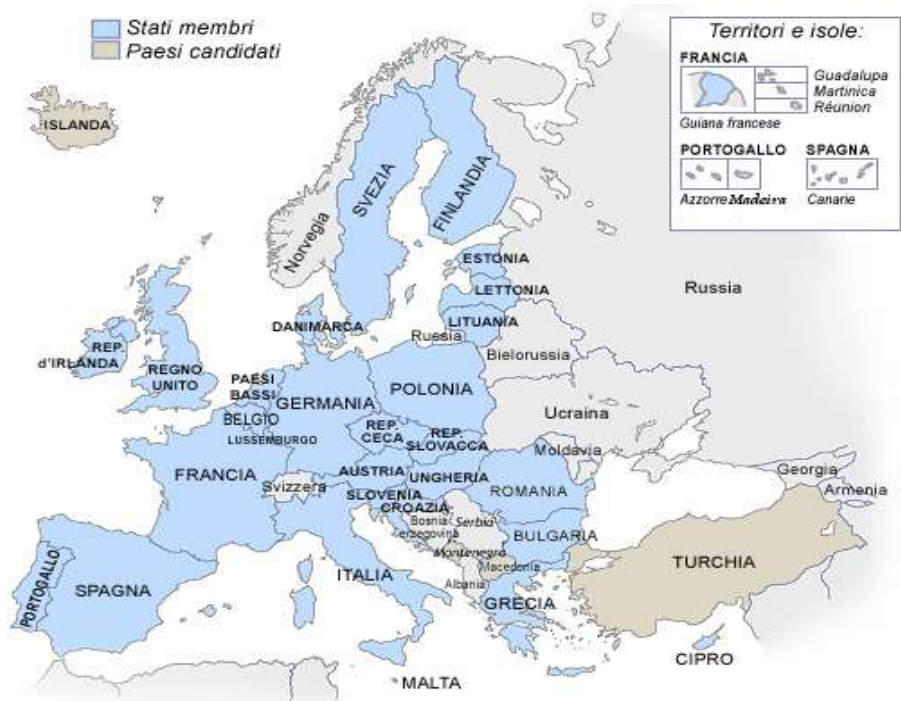 Stati membri
Paesi candidati
Territori e isole:
FRANCIA
Guadalupa
Martinica
Réunion
Guiana francese
PORTOGALLO SPAGNA
Azzorre Madeira Canarie
ISLANDA
SVEZIA
FINLANDIA
Norvegia
ESTONIA
Russia
LETTONIA
DANIMARCA
LITUANIA
Russia
REP.
d'IRLANDA
REGNO
UNITO
Bielorussia
PAESI
BASSI
POLONIA
GERMANIA
BELGIO
Ucraina
LUSSEMBURGO
REP.
CECA
REP.
SLOVACCA
Moldavia
FRANCIA
AUSTRIA
UNGHERIA
Georgia
Svizzera
SLOVENIA
ROMANIA
Armenia
CROAZIA
Bosnia
erzegovina
Serbia
BULGARIA
Montenegro
Macedonia
TURCHIA
ITALIA
Albania
PORTOGALLO
SPAGNA
GRECIA
CIPRO
MALTA